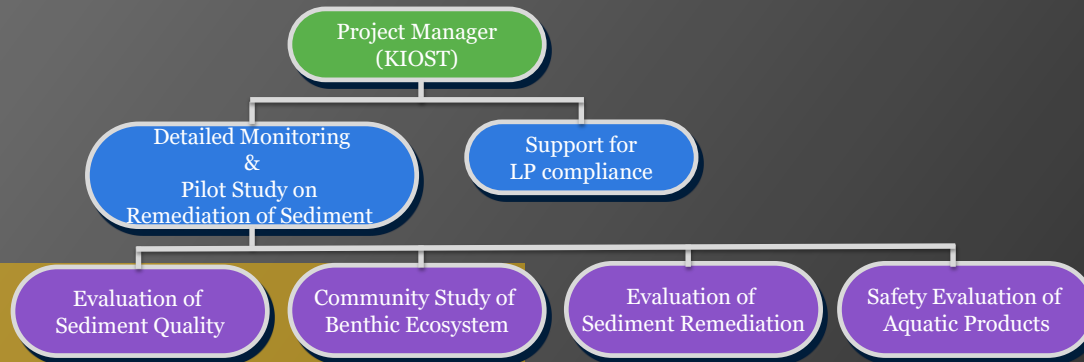 Project Manager
(KIOST)
Detailed Monitoring
&
Pilot Study on
Remediation of Sediment
Support for
LP compliance
Evaluation of
Sediment Quality
Community Study of
Benthic Ecosystem
Evaluation of
Sediment Remediation
Safety Evaluation of
Aquatic Products